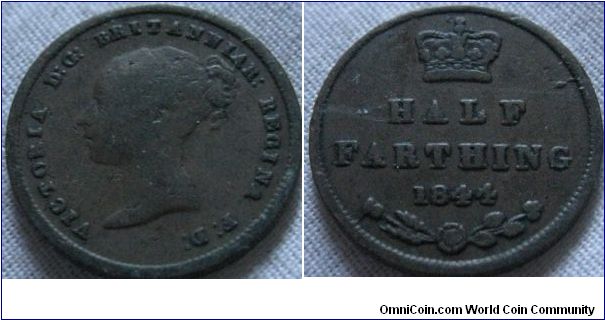 VICTORIA D:G: BRITANNIAR: REGINA F:D:
HALF
FARTHING
1844
OmniCoin.com World Coin Community